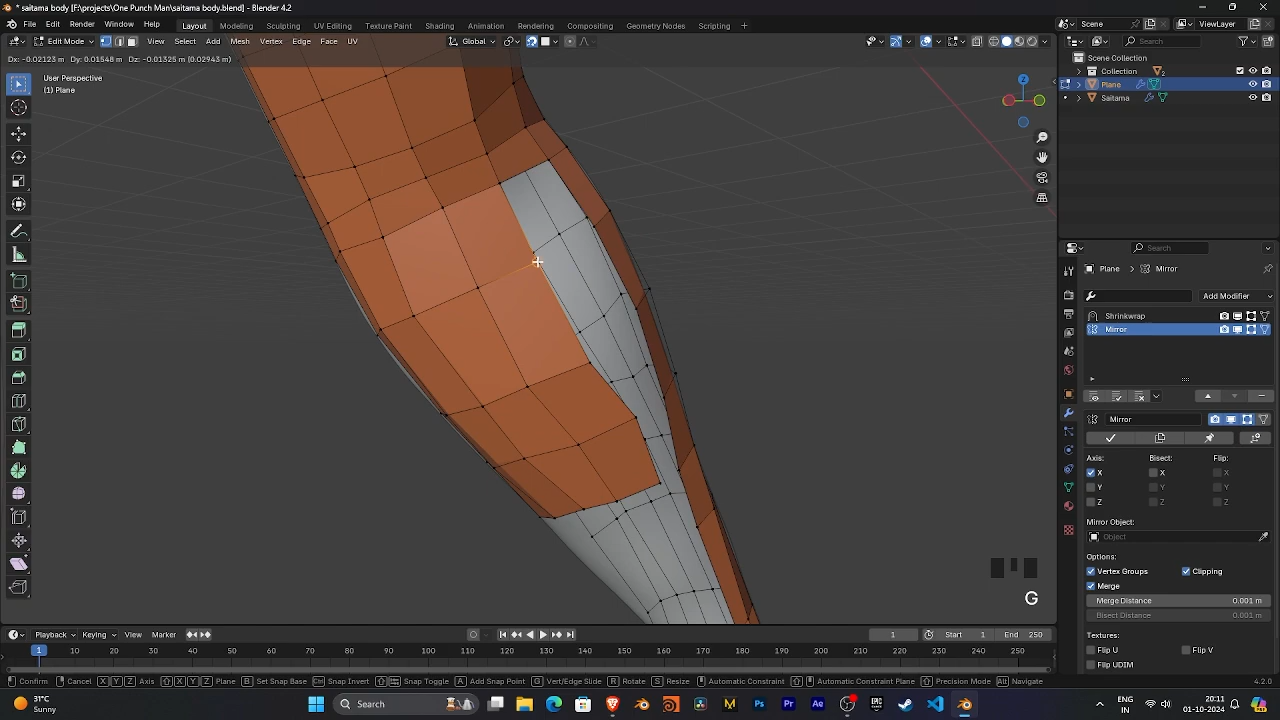 *saitama body [F:\projects\One Punch Man\saitama body.blend] - Blender 4.2
File Edit Render Window Help
Layout Modeling Sculpting UV Editing Texture Paint Shading Animation Rendering Compositing Geometry Nodes Scripting +
Scene ViewLayer
Edit Mode View Select Add Mesh Vertex Edge Face UV Global
Search
Dx: -0.02123 m Dy: 0.01548 m Dz: -0.01325 m (0.02943 m)
User Perspective
(1) Plane
Z
G
Scene Collection
Collection 2
Plane
Saitama
Search
Plane > Mirror
Add Modifier
Shrinkwrap
Mirror
Mirror
Axis: Bisect: Flip:
X X X
Y Y Y
Z Z Z
Mirror Object:
Object
Options:
Vertex Groups Clipping
Merge
Merge Distance 0.001 m
Bisect Distance 0.001 m
Textures:
Flip U Flip V
Flip UDIM
Playback Keying View Marker 1 Start 1 End 250
1 10 20 30 40 50 60 70 80 90 100 110 120 130 140 150 160 170 180 190 200 210 220 230 240 250
Confirm Cancel X Y Z Axis X Y Z Plane B Set Snap Base Ctrl Snap Invert Snap Toggle A Add Snap Point G Vert/Edge Slide R Rotate S Resize Automatic Constraint Automatic Constraint Plane Precision Mode Alt Navigate 4.2.0
31°C
Sunny
Search
ENG
IN
20:11
01-10-2024